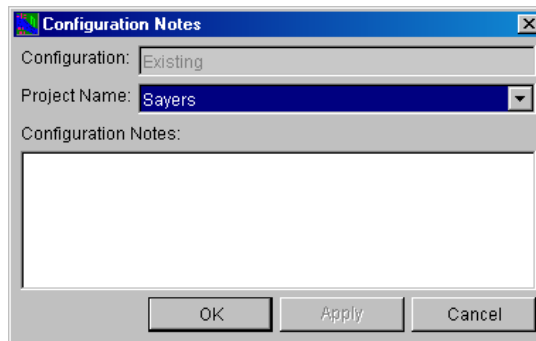 Configuration Notes
Configuration: Existing
Project Name: Sayers
Configuration Notes:
OK Apply Cancel